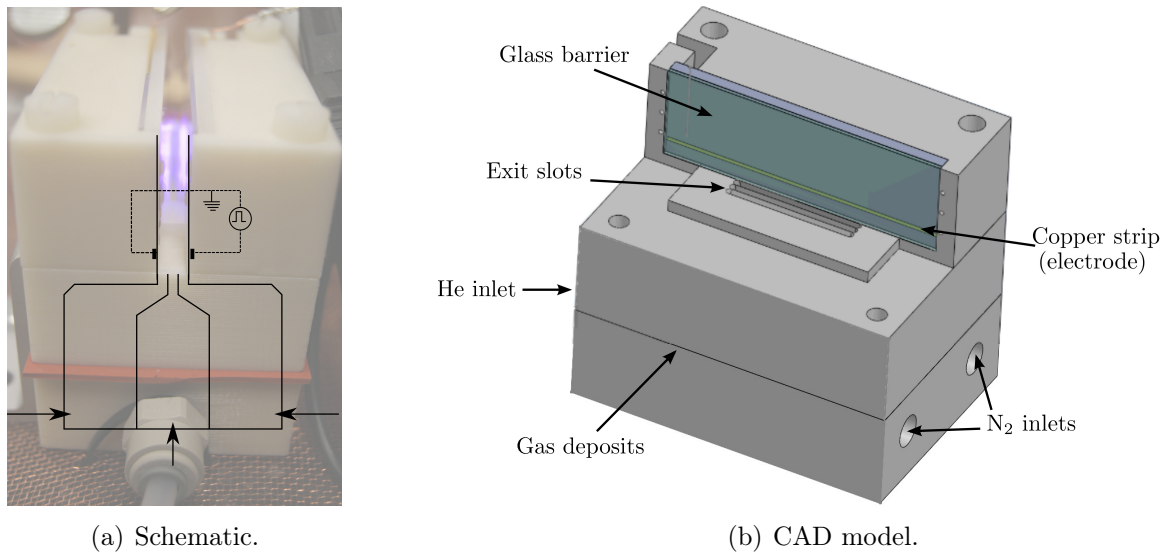 Glass barrier
Exit slots
Copper strip
(electrode)
He inlet
N₂ inlets
Gas deposits
(a) Schematic.
(b) CAD model.